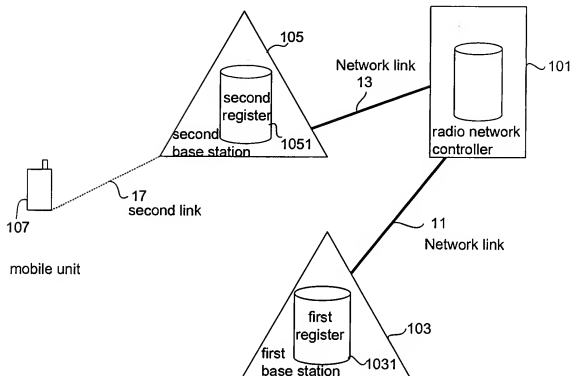 105
Network link
13
101
second
register
second
1051
base station
radio network
controller
17
second link
107
mobile unit
11
Network link
first
register
103
first
1031
base station